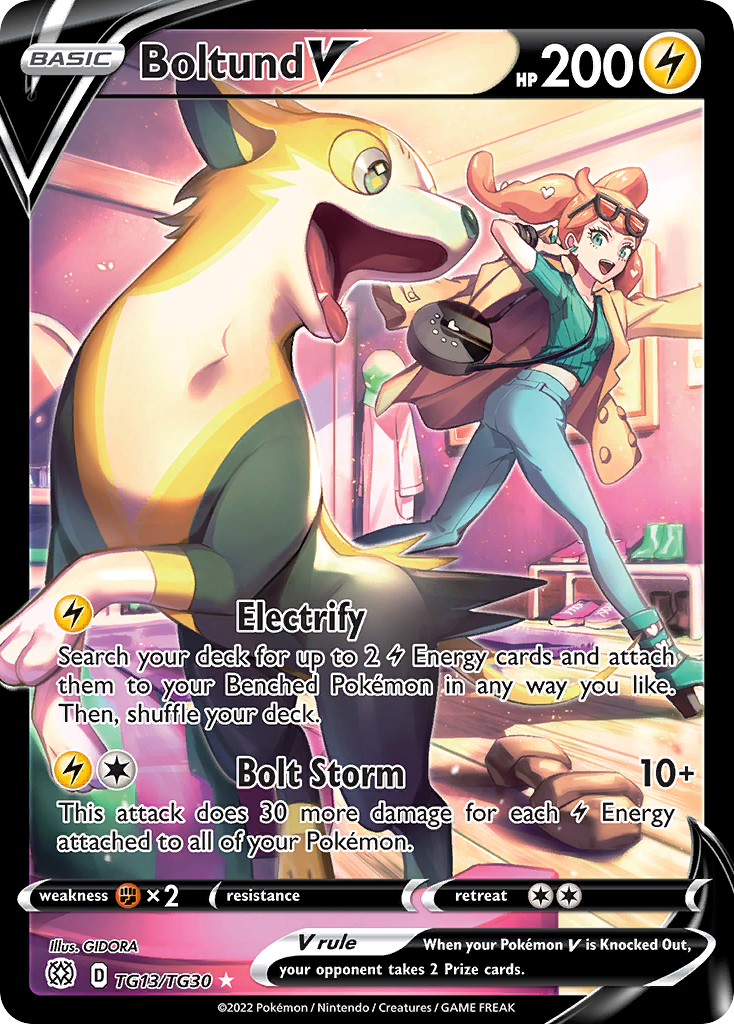 BASIC Boltund V HP 200
Electrify
Search your deck for up to 2 Energy cards and attach
them to your Benched Pokémon in any way you like.
Then, shuffle your deck.
Bolt Storm 10+
This attack does 30 more damage for each Energy
attached to all of your Pokémon.
weakness ×2 resistance retreat
Illus. GIDORA
V rule When your Pokémon V is Knocked Out,
your opponent takes 2 Prize cards.
D TG13/TG30
©2022 Pokémon / Nintendo / Creatures / GAME FREAK